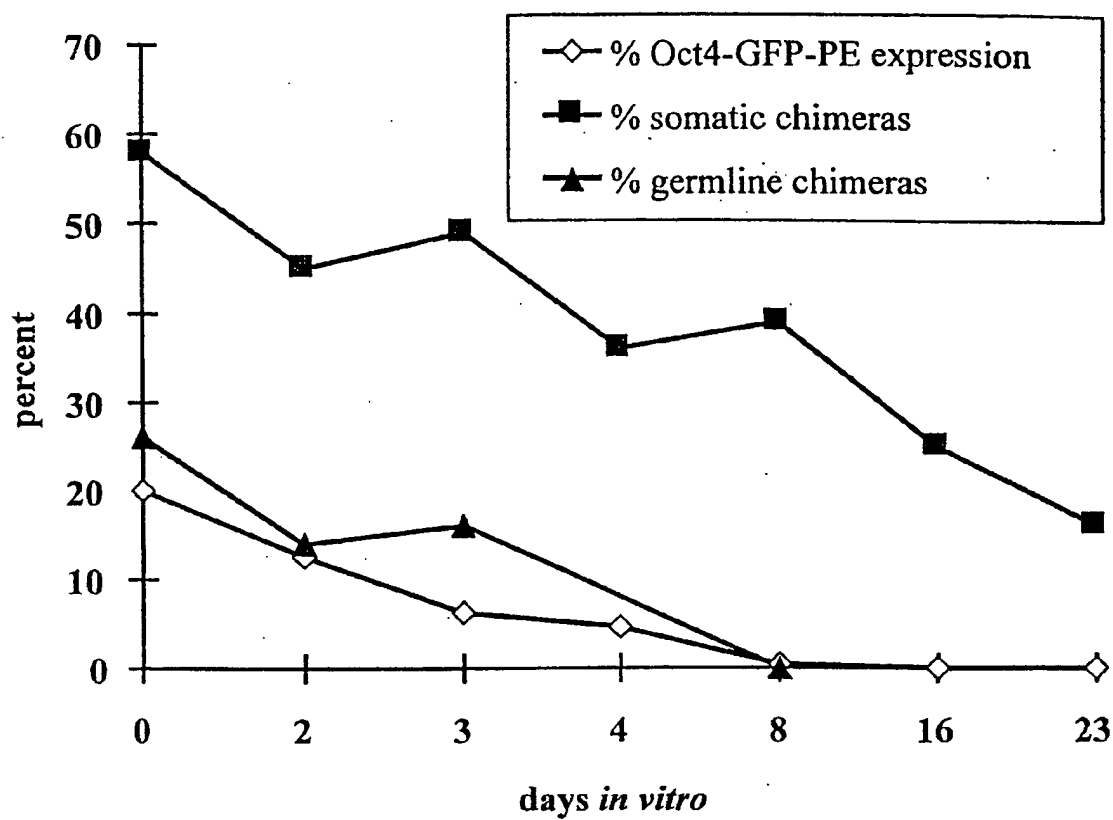 % Oct4-GFP-PE expression
% somatic chimeras
% germline chimeras
70
60
50
40
30
20
10
0
percent
0 2 3 4 8 16 23
days in vitro